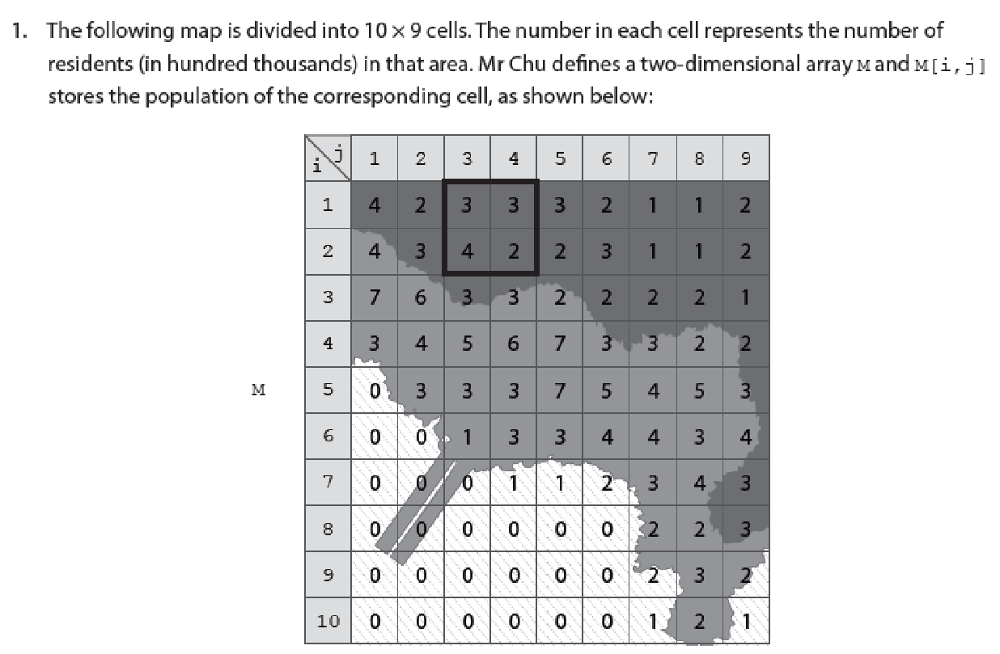 1. The following map is divided into 10 × 9 cells. The number in each cell represents the number of
residents (in hundred thousands) in that area. Mr Chu defines a two-dimensional array M and M[i,j]
stores the population of the corresponding cell, as shown below:
i j 1 2 3 4 5 6 7 8 9
1 4 2 3 3 3 2 1 1 2
2 4 3 4 2 2 3 1 1 2
3 7 6 3 3 2 2 2 2 1
4 3 4 5 6 7 3 3 2 2
M 5 0 3 3 3 7 5 4 5 3
6 0 0 1 3 3 4 4 3 4
7 0 0 0 1 1 2 3 4 3
8 0 0 0 0 0 0 2 2 3
9 0 0 0 0 0 0 2 3 2
10 0 0 0 0 0 0 1 2 1